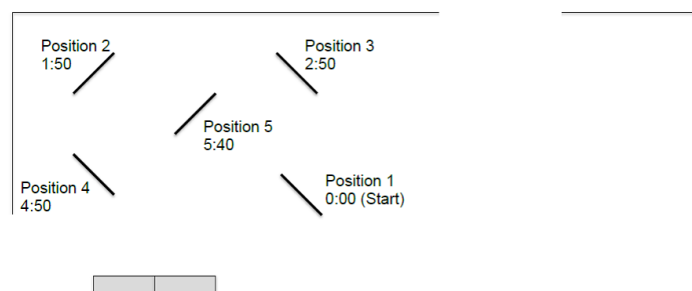 Position 2
1:50
Position 3
2:50
Position 5
5:40
Position 4
4:50
Position 1
0:00 (Start)